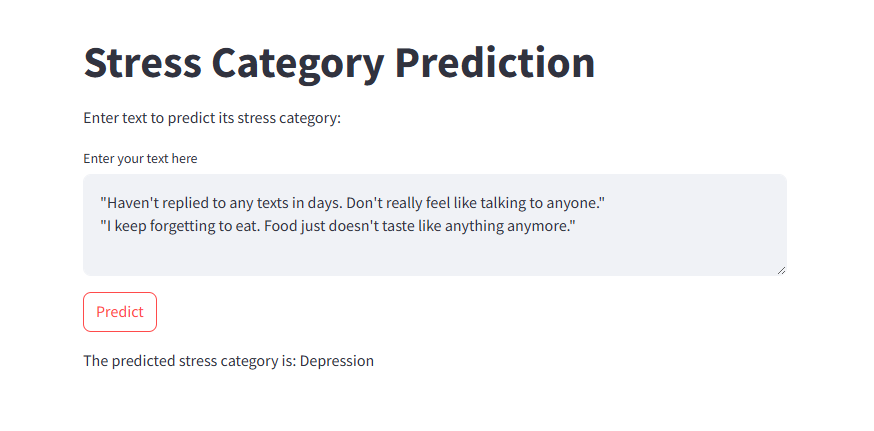 Stress Category Prediction
Enter text to predict its stress category:
Enter your text here
"Haven't replied to any texts in days. Don't really feel like talking to anyone."
"I keep forgetting to eat. Food just doesn't taste like anything anymore."
Predict
The predicted stress category is: Depression